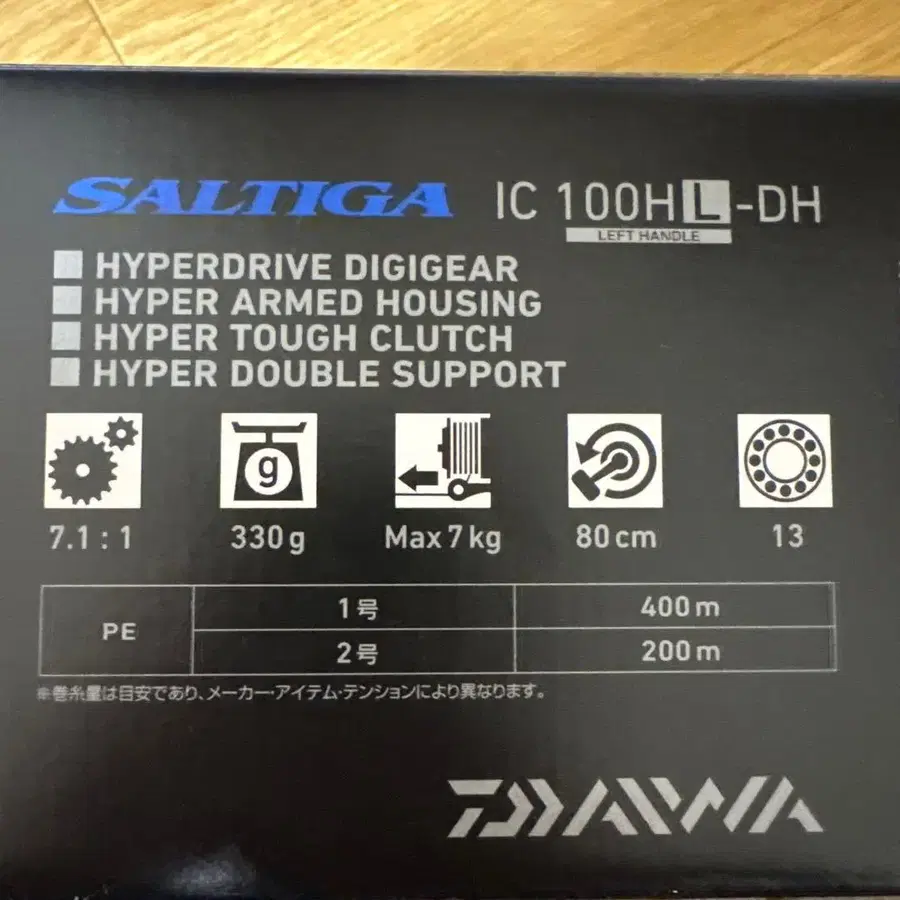 SALTIGA IC 100HL-DH
LEFT HANDLE
HYPERDRIVE DIGIGEAR
HYPER ARMED HOUSING
HYPER TOUGH CLUTCH
HYPER DOUBLE SUPPORT
g
7.1:1 330g Max 7kg 80cm 13
PE 1号 400m
2号 200m
※巻糸量は目安であり、メーカー・アイテム・テンションにより異なります。
DAIWA